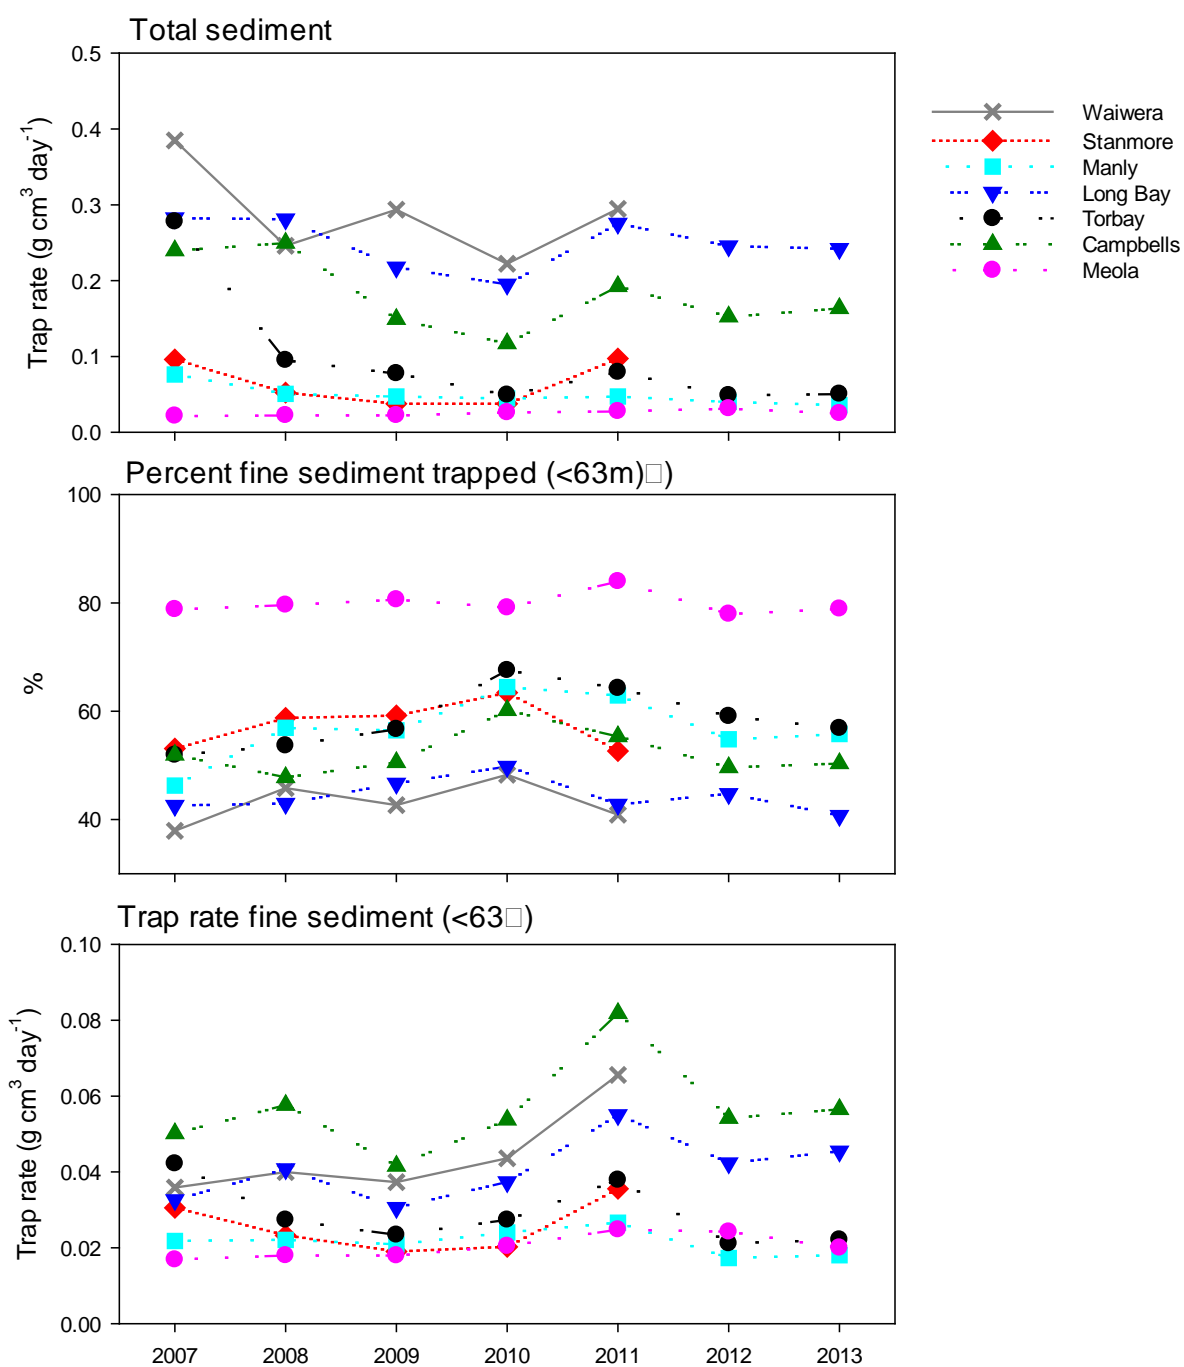 Total sediment
0.5
0.4
0.3
0.2
0.1
0.0
Trap rate (g cm³ day⁻¹)
Waiwera
Stanmore
Manly
Long Bay
Torbay
Campbells
Meola
Percent fine sediment trapped (<63m)□)
100
80
60
40
%
Trap rate fine sediment (<63□)
0.10
0.08
0.06
0.04
0.02
0.00
Trap rate (g cm³ day⁻¹)
2007 2008 2009 2010 2011 2012 2013